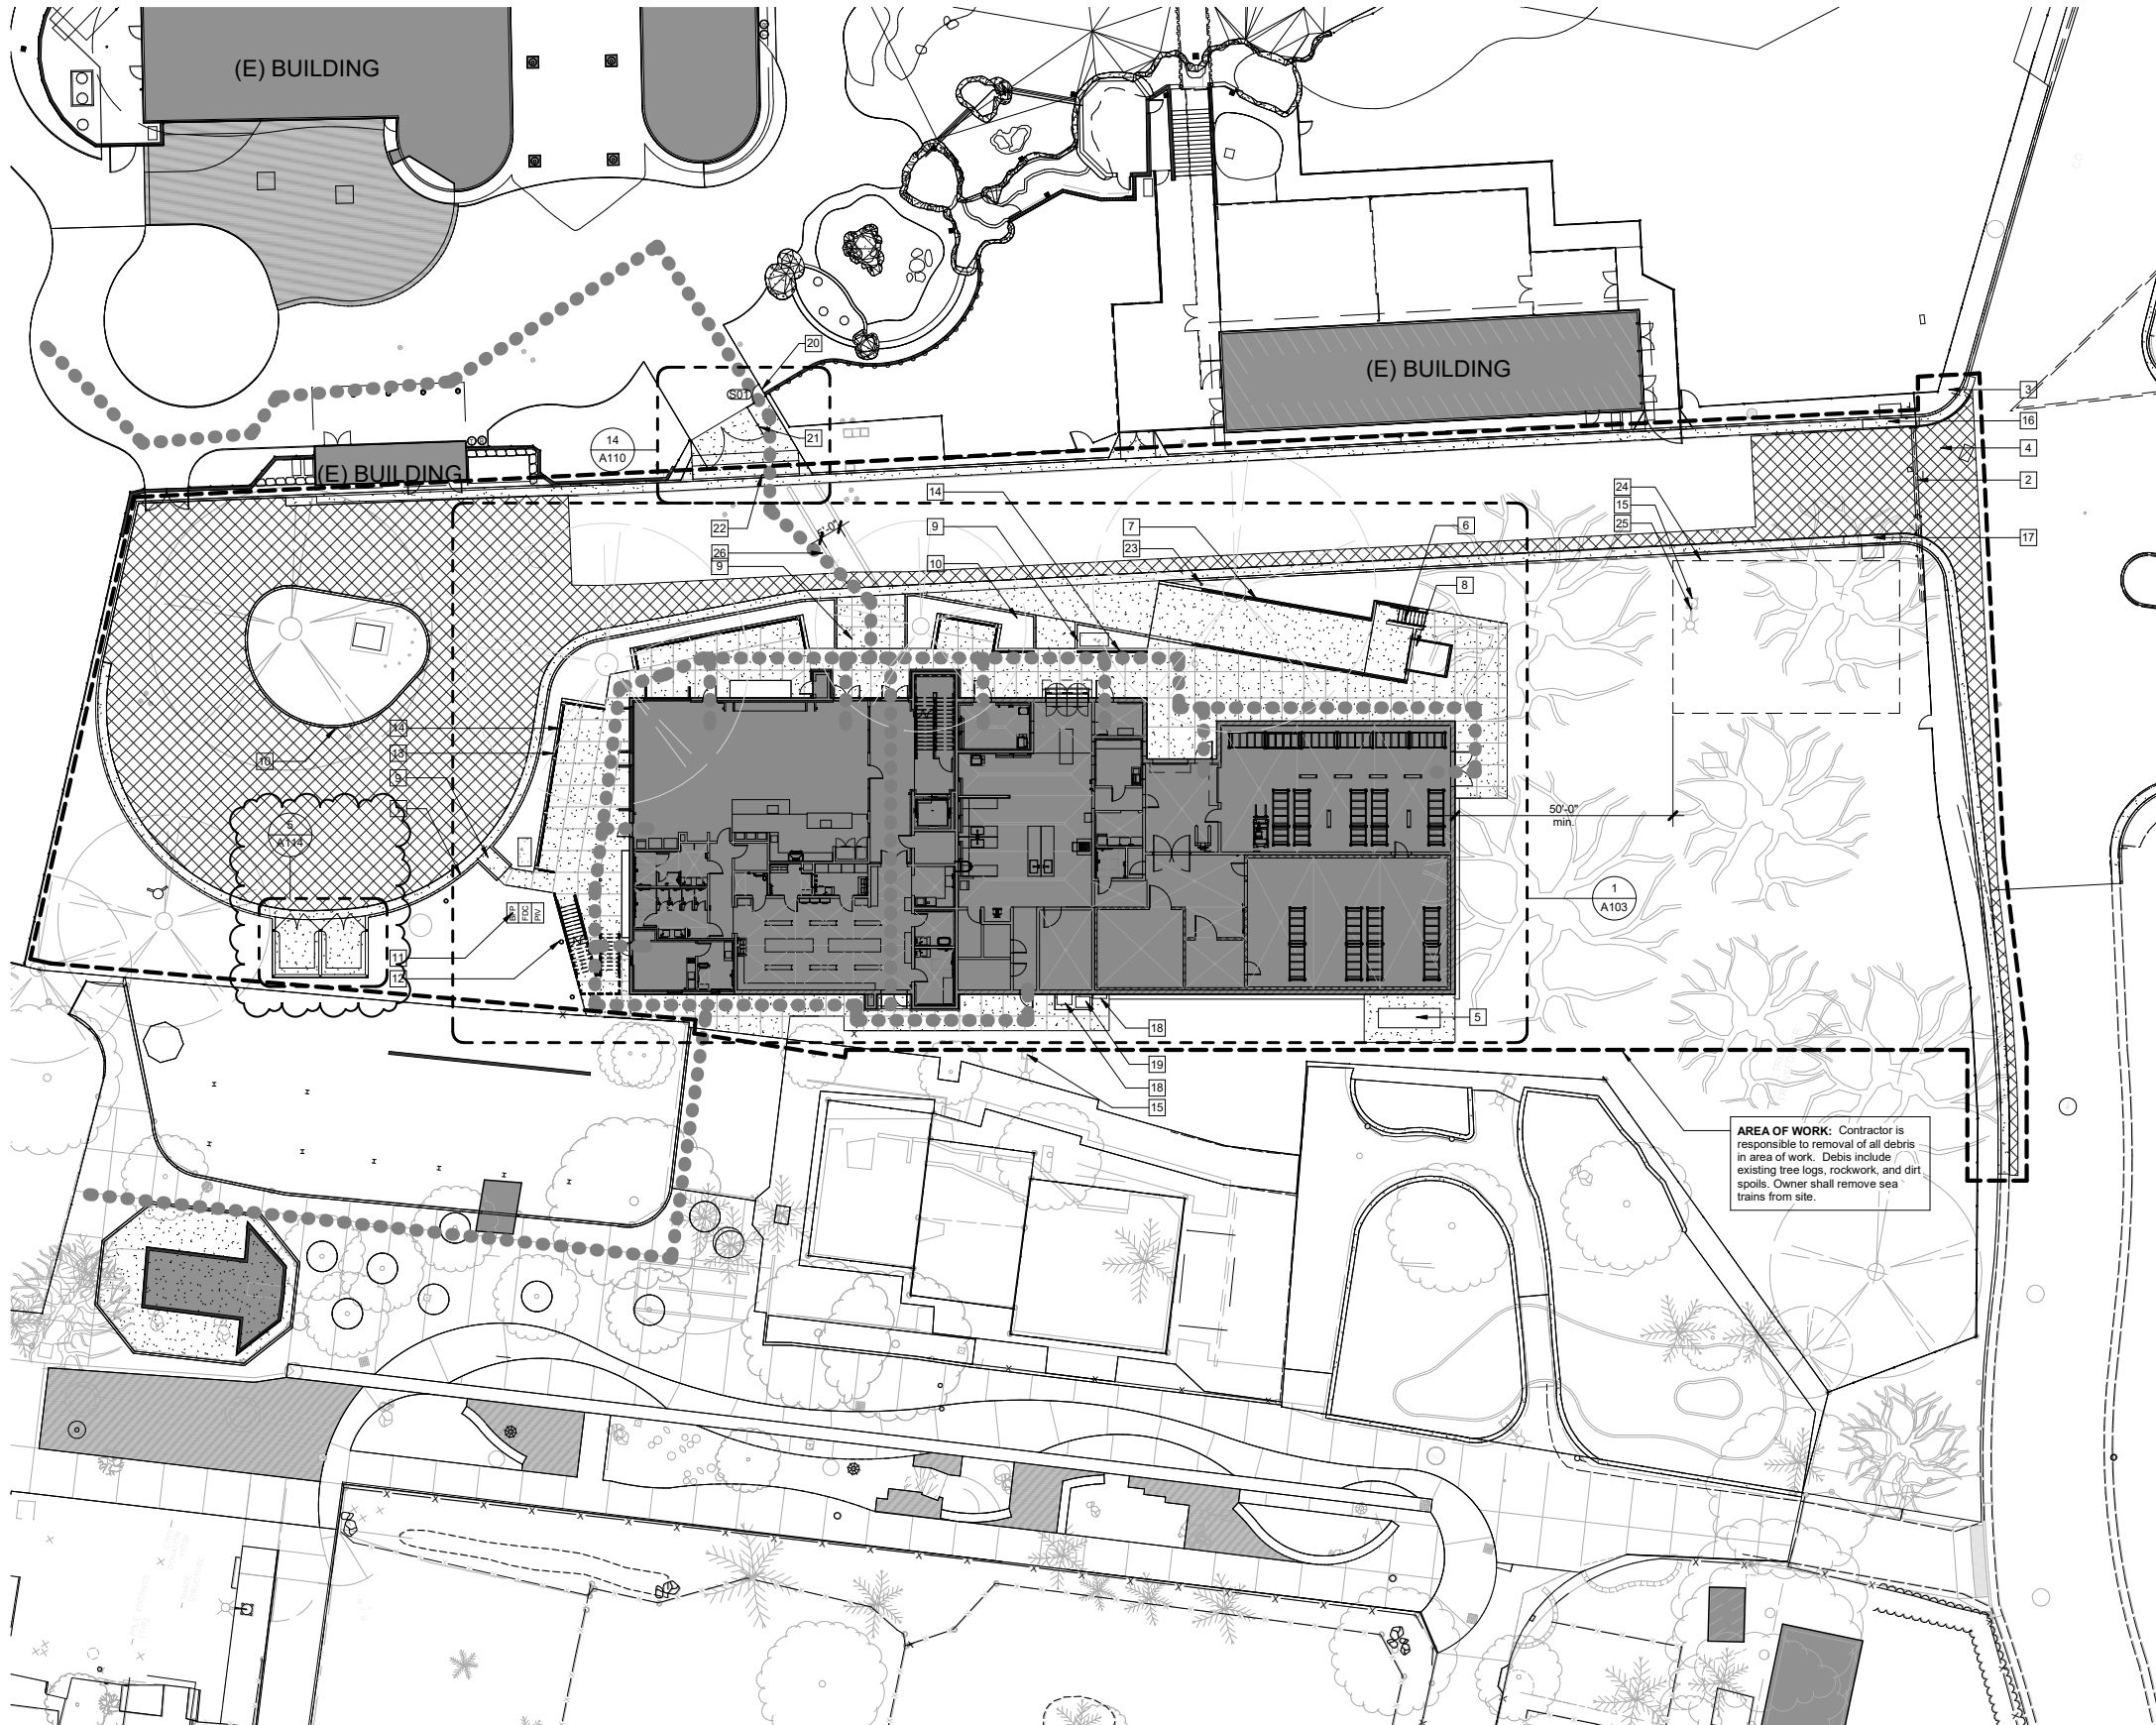 (E) BUILDING
20
(E) BUILDING
3
S01
16
21
14
A110
4
(E) BUILDING
2
24
14
15
22
9
7
6
25
5'-0"
17
26
23
9
10
8
14
13
10
9
50'-0"
min.
5
A114
1
A103
BFP
FDC
PIV
11
12
5
18
19
18
15
AREA OF WORK: Contractor is
responsible to removal of all debris
in area of work. Debis include
existing tree logs, rockwork, and dirt
spoils. Owner shall remove sea
trains from site.